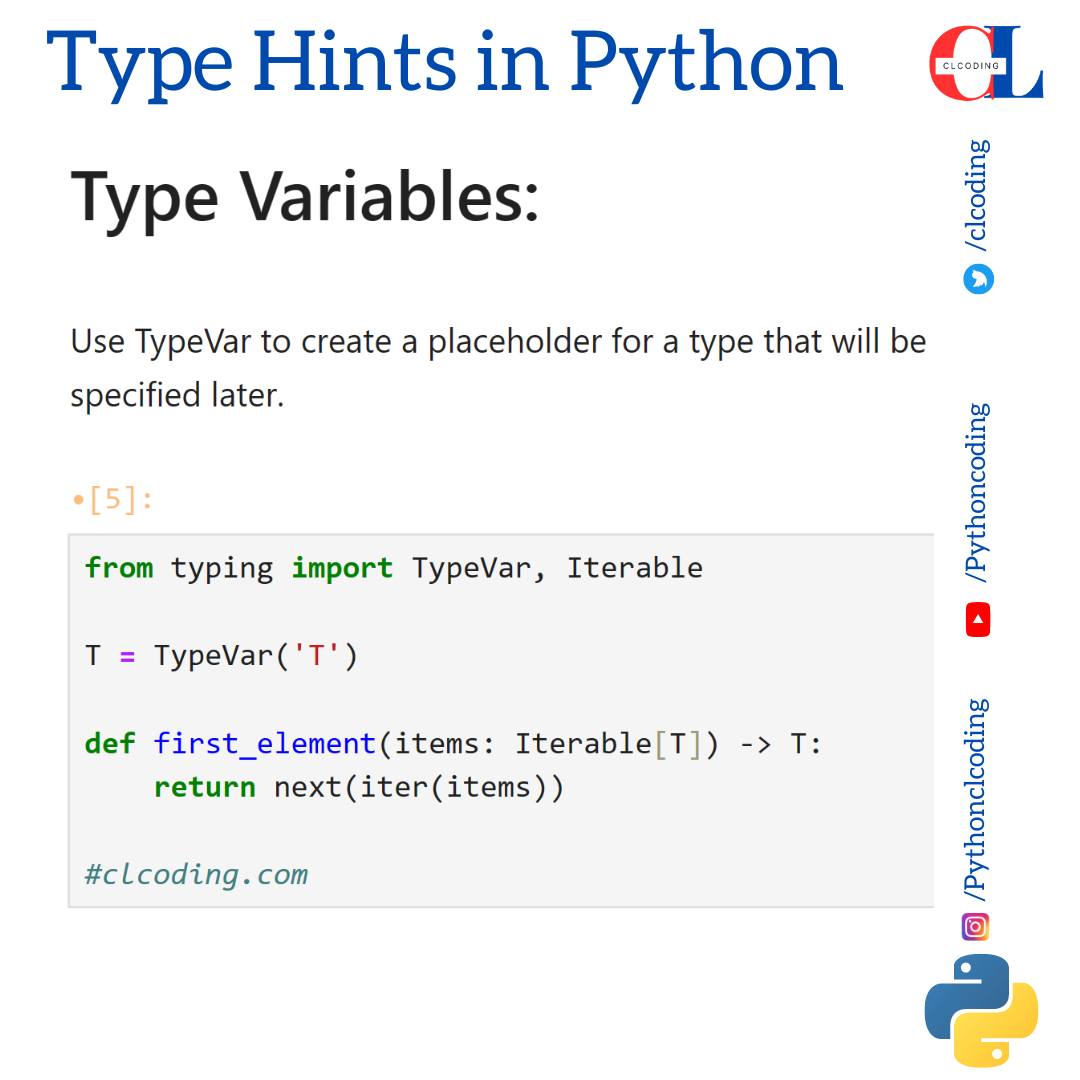 Type Hints in Python
CLCODING
Type Variables:
Use TypeVar to create a placeholder for a type that will be
specified later.
•[5]:
from typing import TypeVar, Iterable
T = TypeVar('T')
def first_element(items: Iterable[T]) -> T:
    return next(iter(items))
#clcoding.com
/clcoding
/Pythoncoding
/Pythonclcoding